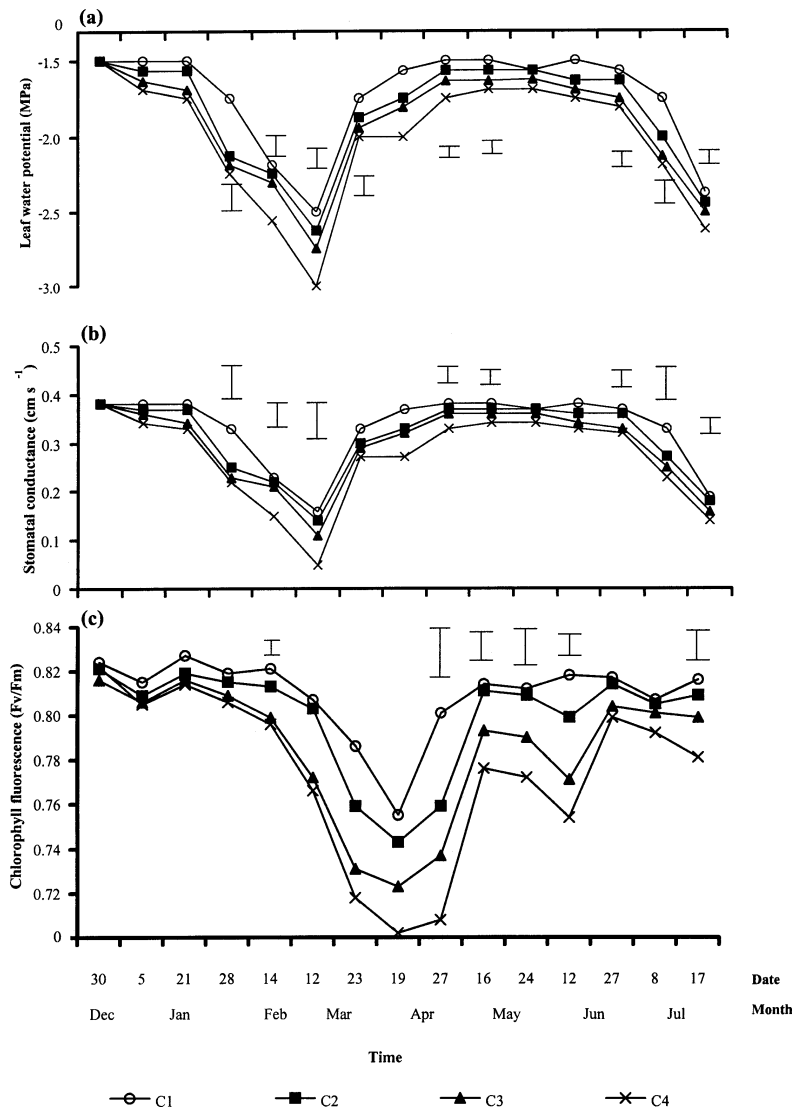 (a)
0
-1.5
-2.0
-2.5
-3.0
Leaf water potential (MPa)
(b)
0.5
0.4
0.3
0.2
0.1
0
Stomatal conductance (cm s -1)
(c)
0.84
0.82
0.80
0.78
0.76
0.74
0.72
0
Chlorophyll fluorescence (Fv/Fm)
30 5 21 28 14 12 23 19 27 16 24 12 27 8 17 Date
Dec Jan Feb Mar Apr May Jun Jul Month
Time
C1 C2 C3 C4